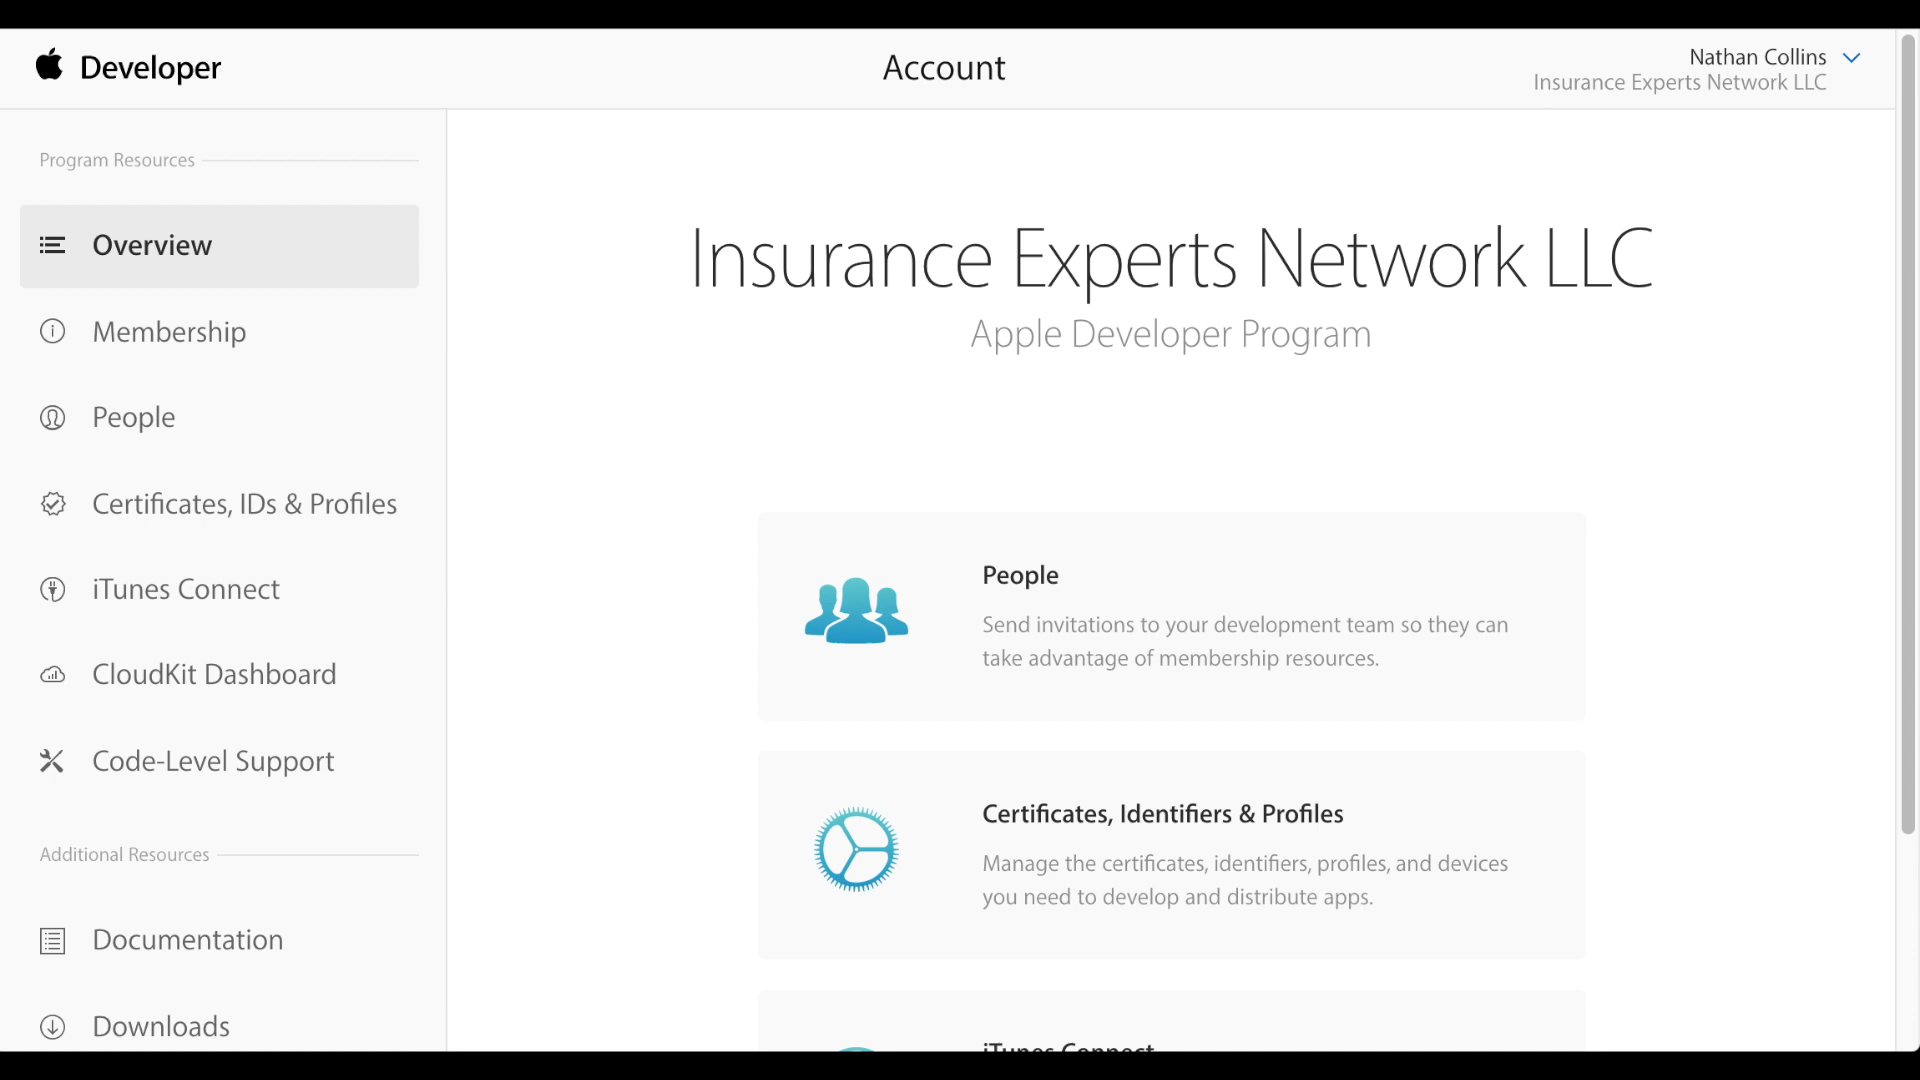 Developer
Account
Nathan Collins
Insurance Experts Network LLC
Program Resources
Overview
Membership
People
Certificates, IDs & Profiles
iTunes Connect
CloudKit Dashboard
Code-Level Support
Additional Resources
Documentation
Downloads
Insurance Experts Network LLC
Apple Developer Program
People
Send invitations to your development team so they can
take advantage of membership resources.
Certificates, Identifiers & Profiles
Manage the certificates, identifiers, profiles, and devices
you need to develop and distribute apps.
iTunes Connect